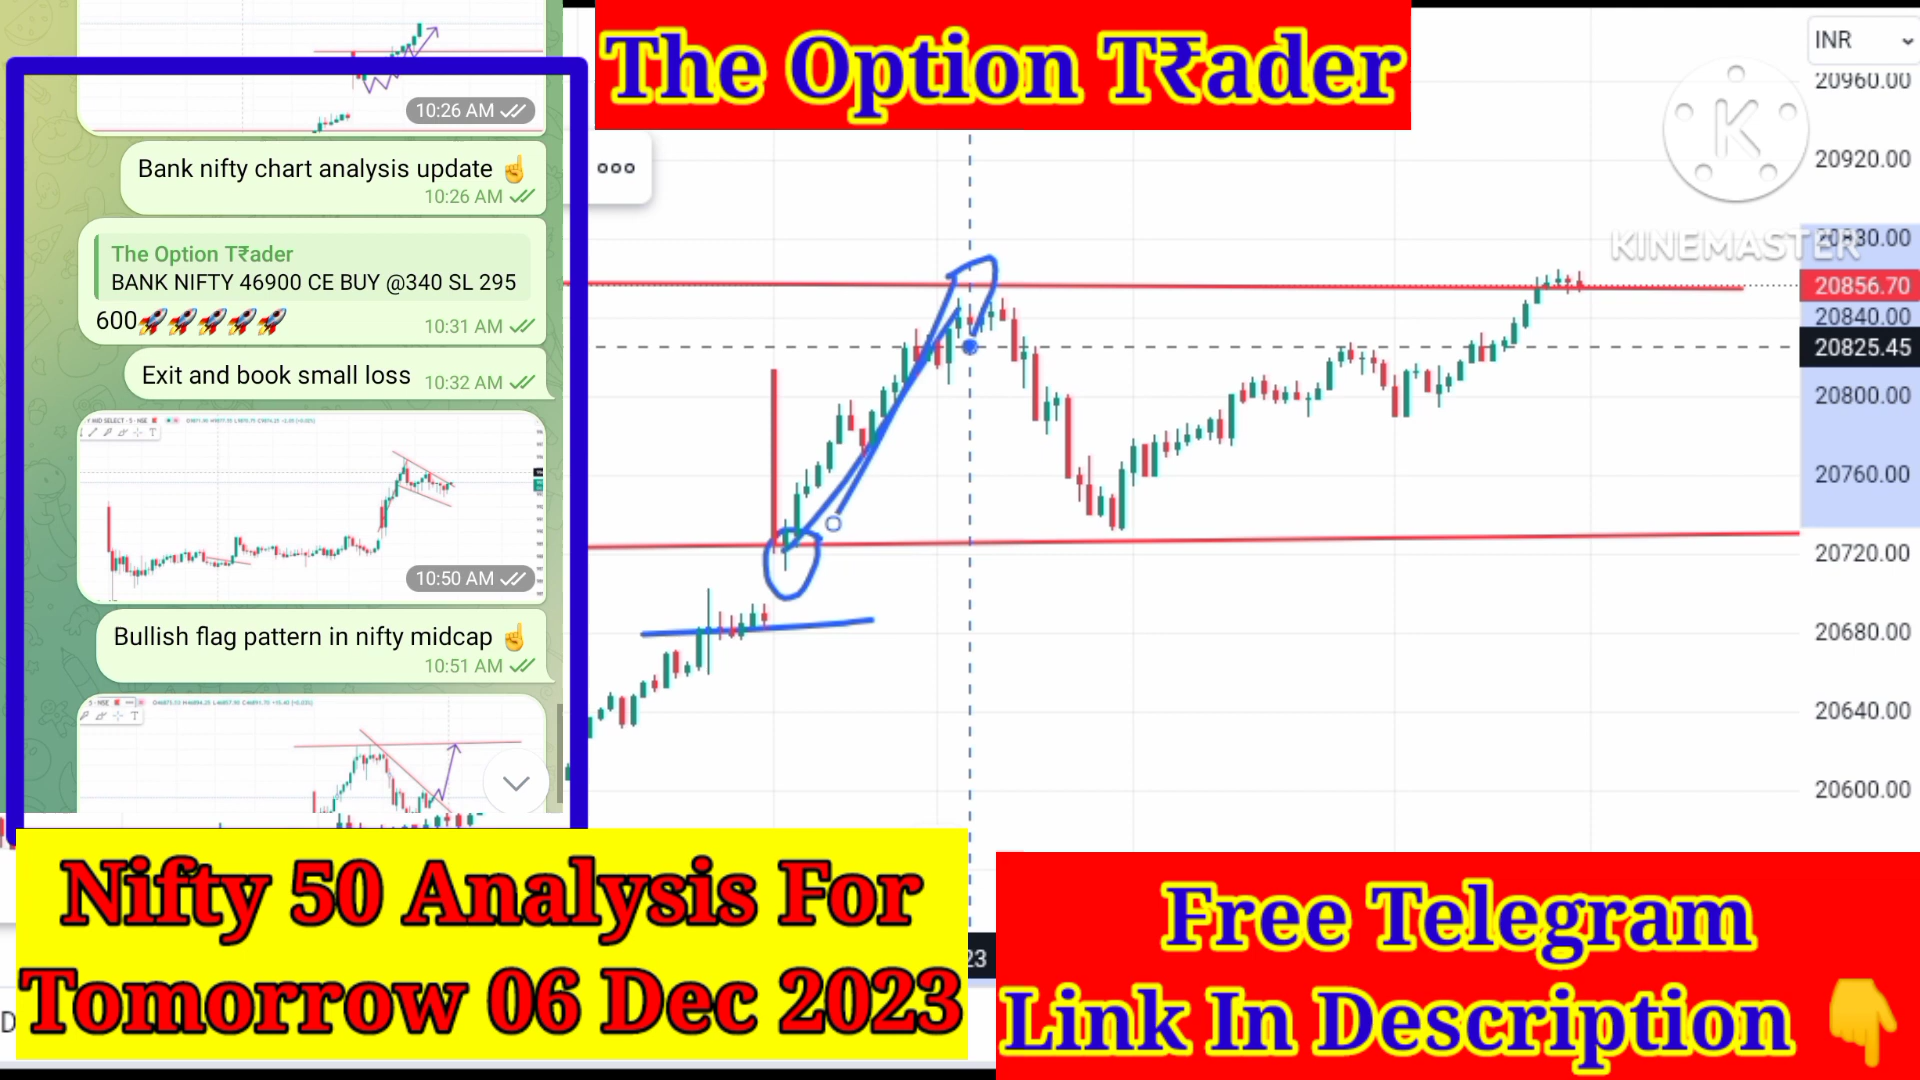 The Option T₹ader
10:26 AM
Bank nifty chart analysis update ☝
10:26 AM
The Option T₹ader
BANK NIFTY 46900 CE BUY @340 SL 295
600🚀🚀🚀🚀🚀
10:31 AM
Exit and book small loss
10:32 AM
10:50 AM
Bullish flag pattern in nifty midcap ☝
10:51 AM
INR
20960.00
20920.00
KINEMASTER
20856.70
20840.00
20825.45
20800.00
20760.00
20720.00
20680.00
20640.00
20600.00
23
D
Nifty 50 Analysis For
Tomorrow 06 Dec 2023
Free Telegram
Link In Description 👇